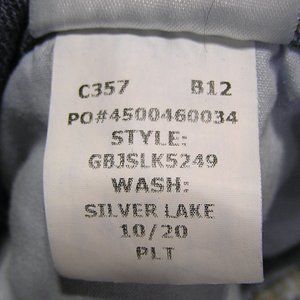 C357 B12
PO#4500460034
STYLE:
GBJSLK5249
WASH:
SILVER LAKE
10/20
PLT